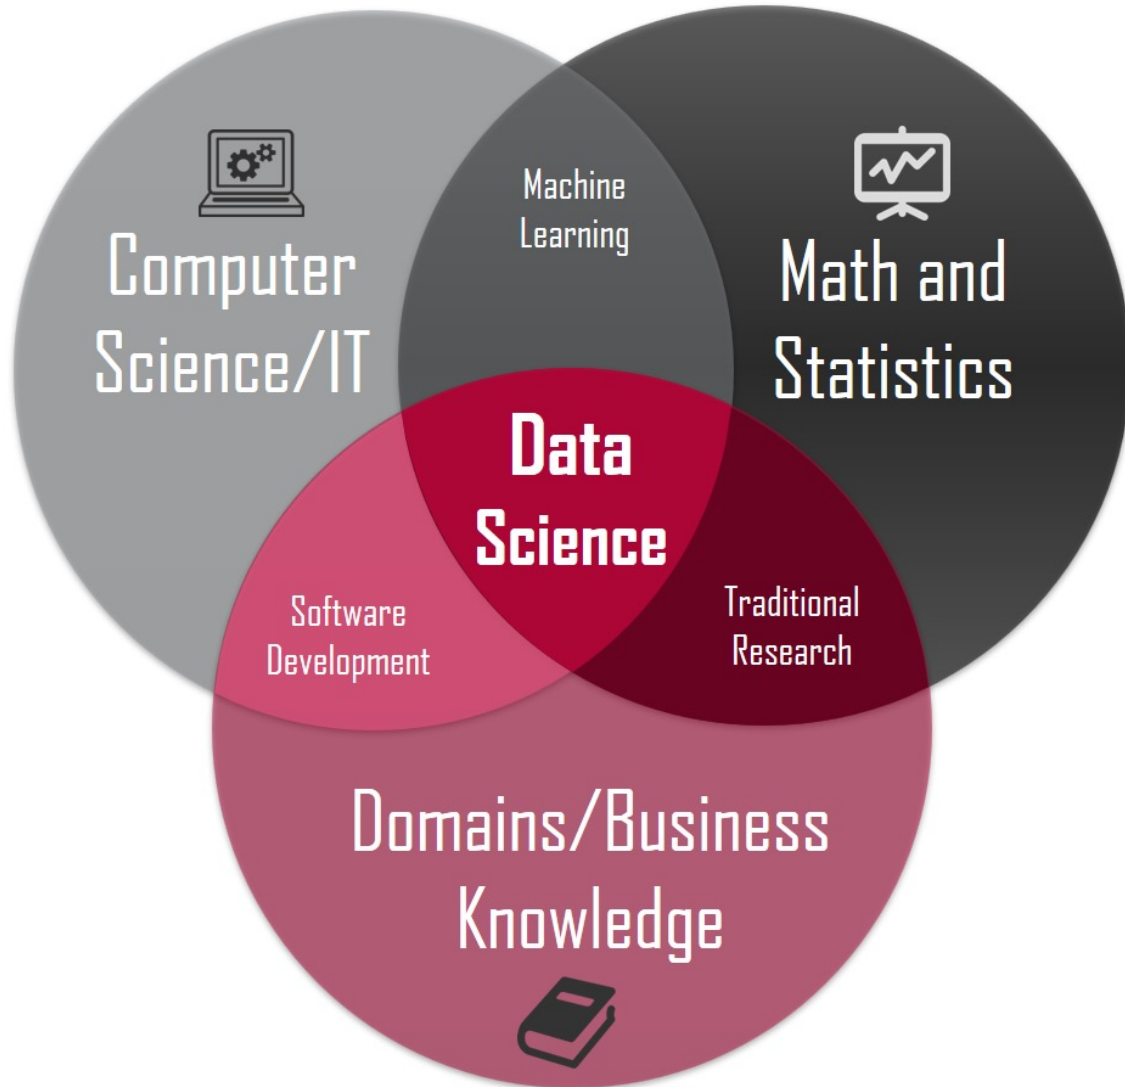 Machine
Learning
Computer
Science/IT
Math and
Statistics
Data
Science
Software
Development
Traditional
Research
Domains/Business
Knowledge